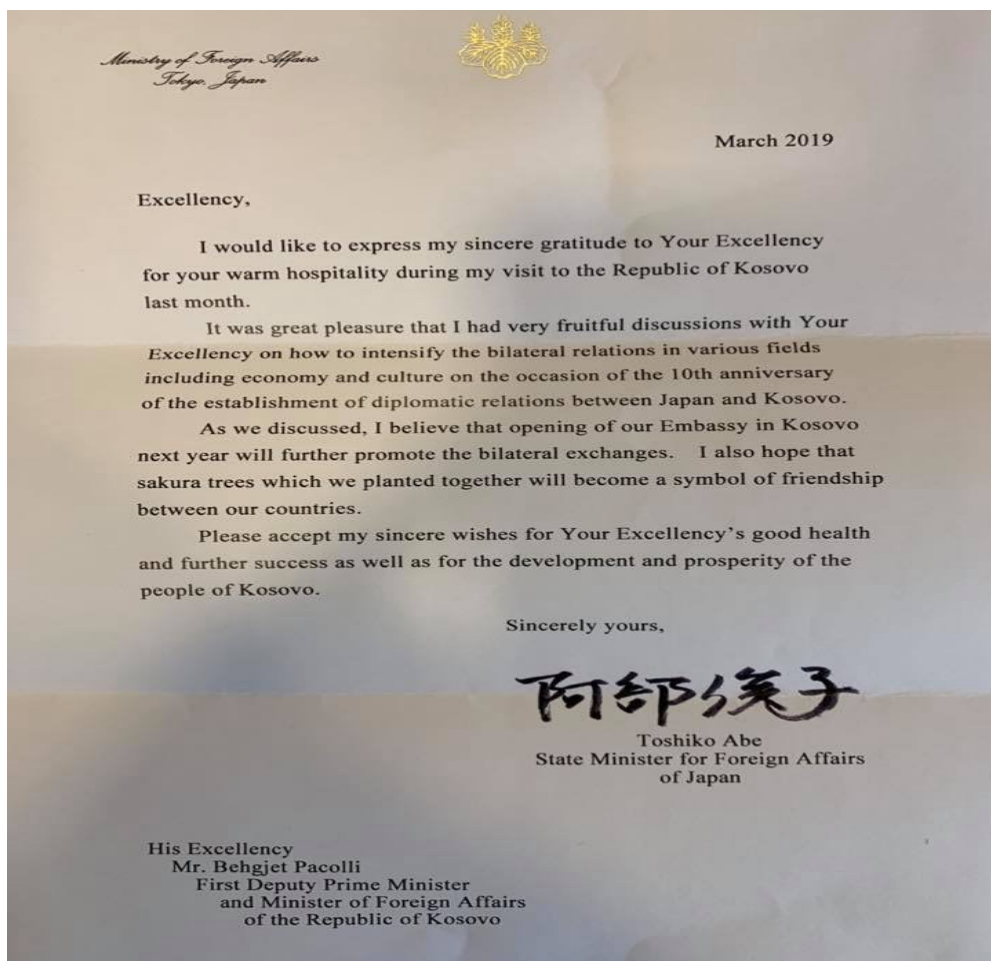 Ministry of Foreign Affairs
Tokyo, Japan
March 2019
Excellency,
I would like to express my sincere gratitude to Your Excellency
for your warm hospitality during my visit to the Republic of Kosovo
last month.
It was great pleasure that I had very fruitful discussions with Your
Excellency on how to intensify the bilateral relations in various fields
including economy and culture on the occasion of the 10th anniversary
of the establishment of diplomatic relations between Japan and Kosovo.
As we discussed, I believe that opening of our Embassy in Kosovo
next year will further promote the bilateral exchanges. I also hope that
sakura trees which we planted together will become a symbol of friendship
between our countries.
Please accept my sincere wishes for Your Excellency's good health
and further success as well as for the development and prosperity of the
people of Kosovo.
Sincerely yours,
阿部俊子
Toshiko Abe
State Minister for Foreign Affairs
of Japan
His Excellency
Mr. Behgjet Pacolli
First Deputy Prime Minister
and Minister of Foreign Affairs
of the Republic of Kosovo